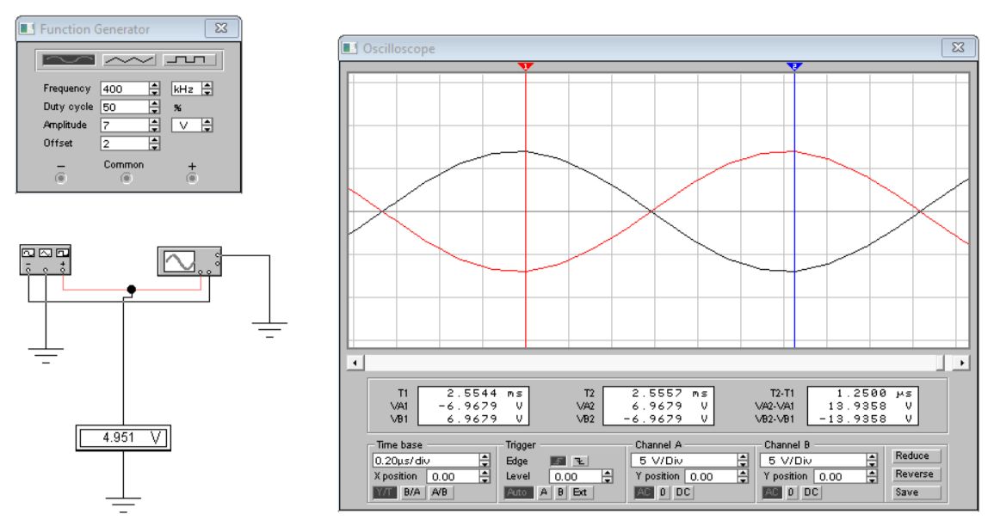 Function Generator
Frequency 400 kHz
Duty cycle 50 %
Amplitude 7 V
Offset 2
− Common +
− +
4.951 V
Oscilloscope
1 2
T1 2.5544 ms T2 2.5557 ms T2-T1 1.2500 µs
VA1 -6.9679 V VA2 6.9679 V VA2-VA1 13.9358 V
VB1 6.9679 V VB2 -6.9679 V VB2-VB1 -13.9358 V
Time base Trigger Channel A Channel B
0.20µs/div Edge 5 V/Div 5 V/Div Reduce
X position 0.00 Level 0.00 Y position 0.00 Y position 0.00 Reverse
Y/T B/A A/B Auto A B Ext AC 0 DC AC 0 DC Save